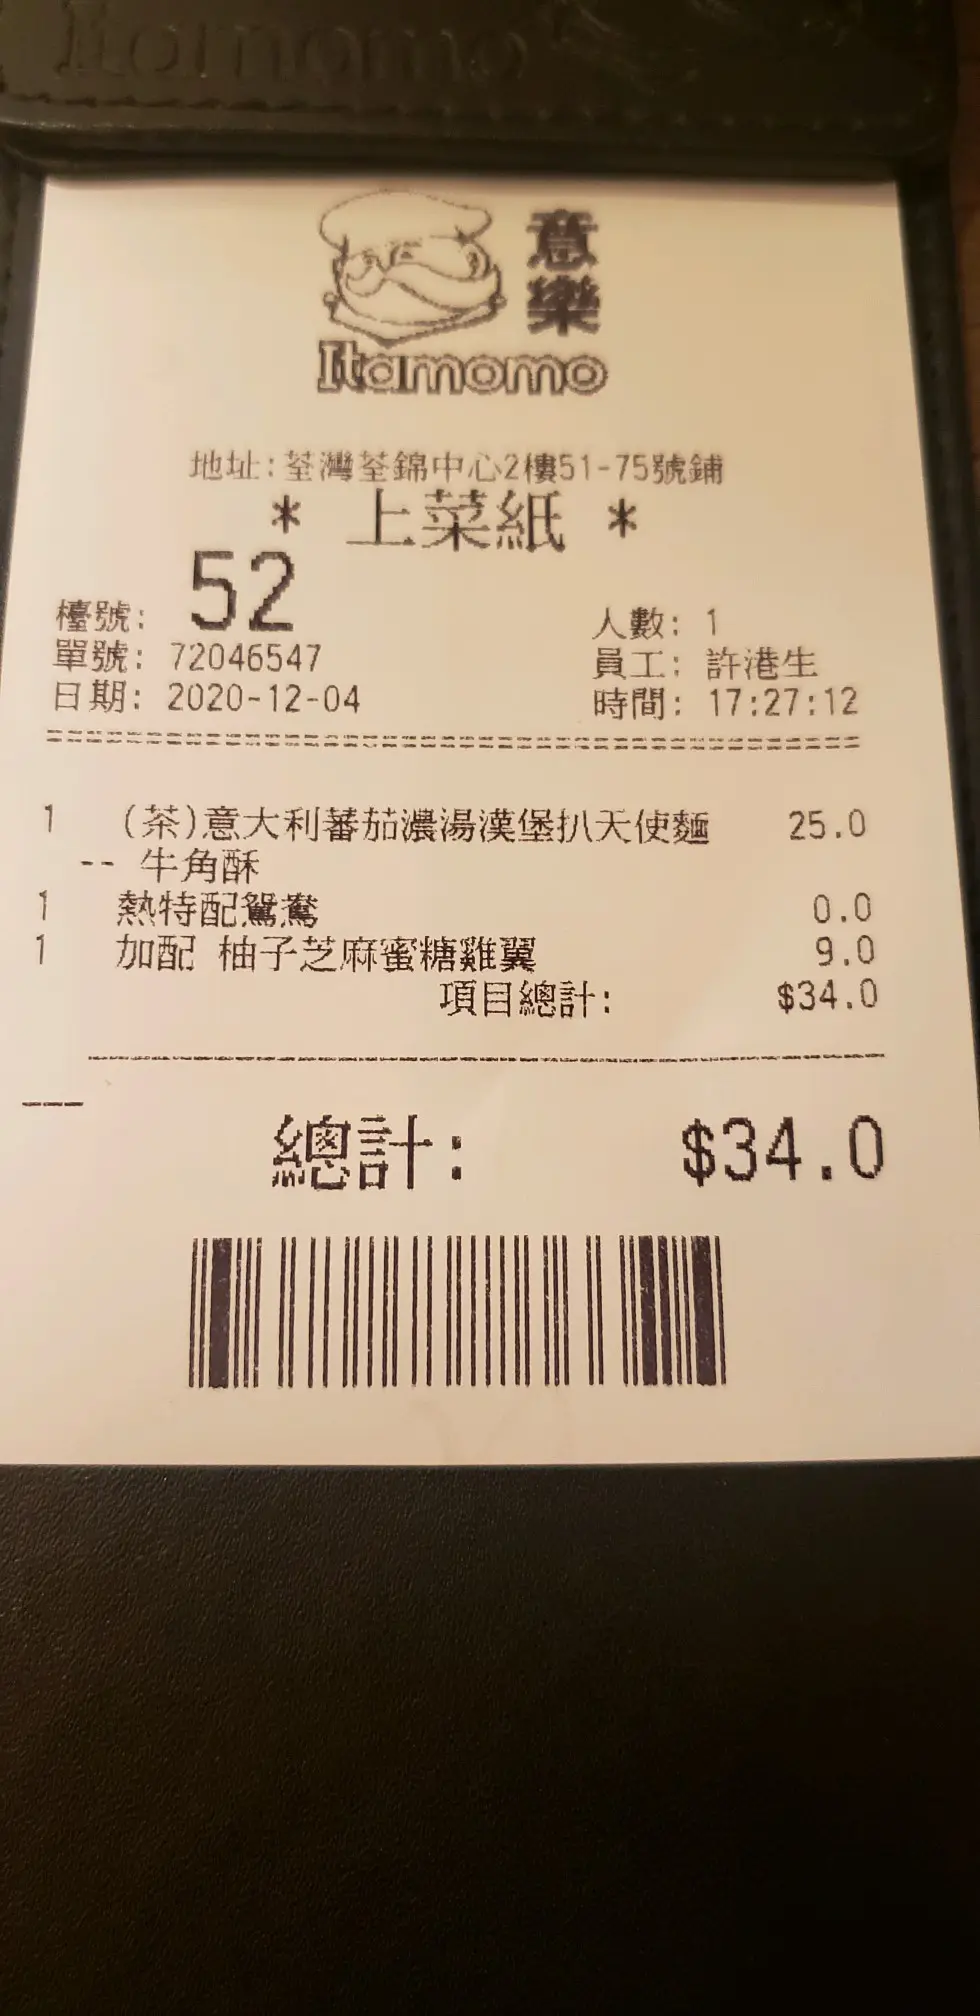 Itamomo
意樂
Itamomo
地址:荃灣荃錦中心2樓51-75號鋪
* 上菜紙 *
檯號: 52
人數: 1
單號: 72046547
員工: 許港生
日期: 2020-12-04
時間: 17:27:12
1 (茶)意大利蕃茄濃湯漢堡扒天使麵 25.0
-- 牛角酥
1 熱特配鴛鴦 0.0
1 加配 柚子芝麻蜜糖雞翼 9.0
項目總計: $34.0
總計: $34.0